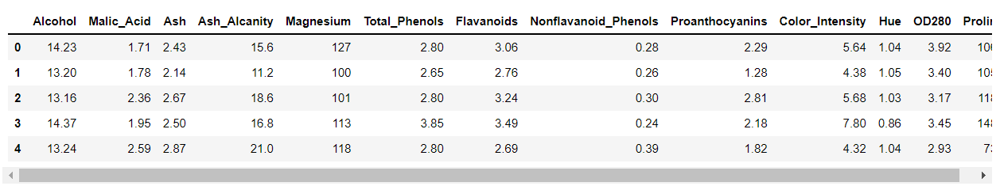 Alcohol Malic_Acid Ash Ash_Alcanity Magnesium Total_Phenols Flavanoids Nonflavanoid_Phenols Proanthocyanins Color_Intensity Hue OD280
0 14.23 1.71 2.43 15.6 127 2.80 3.06 0.28 2.29 5.64 1.04 3.92
1 13.20 1.78 2.14 11.2 100 2.65 2.76 0.26 1.28 4.38 1.05 3.40
2 13.16 2.36 2.67 18.6 101 2.80 3.24 0.30 2.81 5.68 1.03 3.17
3 14.37 1.95 2.50 16.8 113 3.85 3.49 0.24 2.18 7.80 0.86 3.45
4 13.24 2.59 2.87 21.0 118 2.80 2.69 0.39 1.82 4.32 1.04 2.93